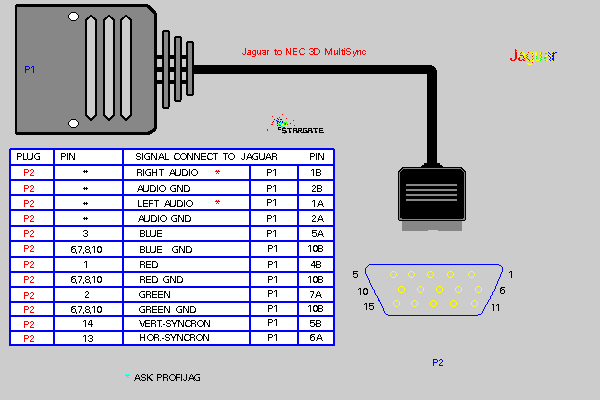 Jaguar to NEC 3D MultiSync
Jaguar
P1
STARGATE
PLUG PIN SIGNAL CONNECT TO JAGUAR PIN
P2 * RIGHT AUDIO * P1 1B
P2 * AUDIO GND P1 2B
P2 * LEFT AUDIO * P1 1A
P2 * AUDIO GND P1 2A
P2 3 BLUE P1 5A
P2 6,7,8,10 BLUE GND P1 10B
P2 1 RED P1 4B
P2 6,7,8,10 RED GND P1 10B
P2 2 GREEN P1 7A
P2 6,7,8,10 GREEN GND P1 10B
P2 14 VERT.-SYNCRON P1 5B
P2 13 HOR.-SYNCRON P1 6A
5 1
10 6
15 11
P2
* ASK PROFIJAG